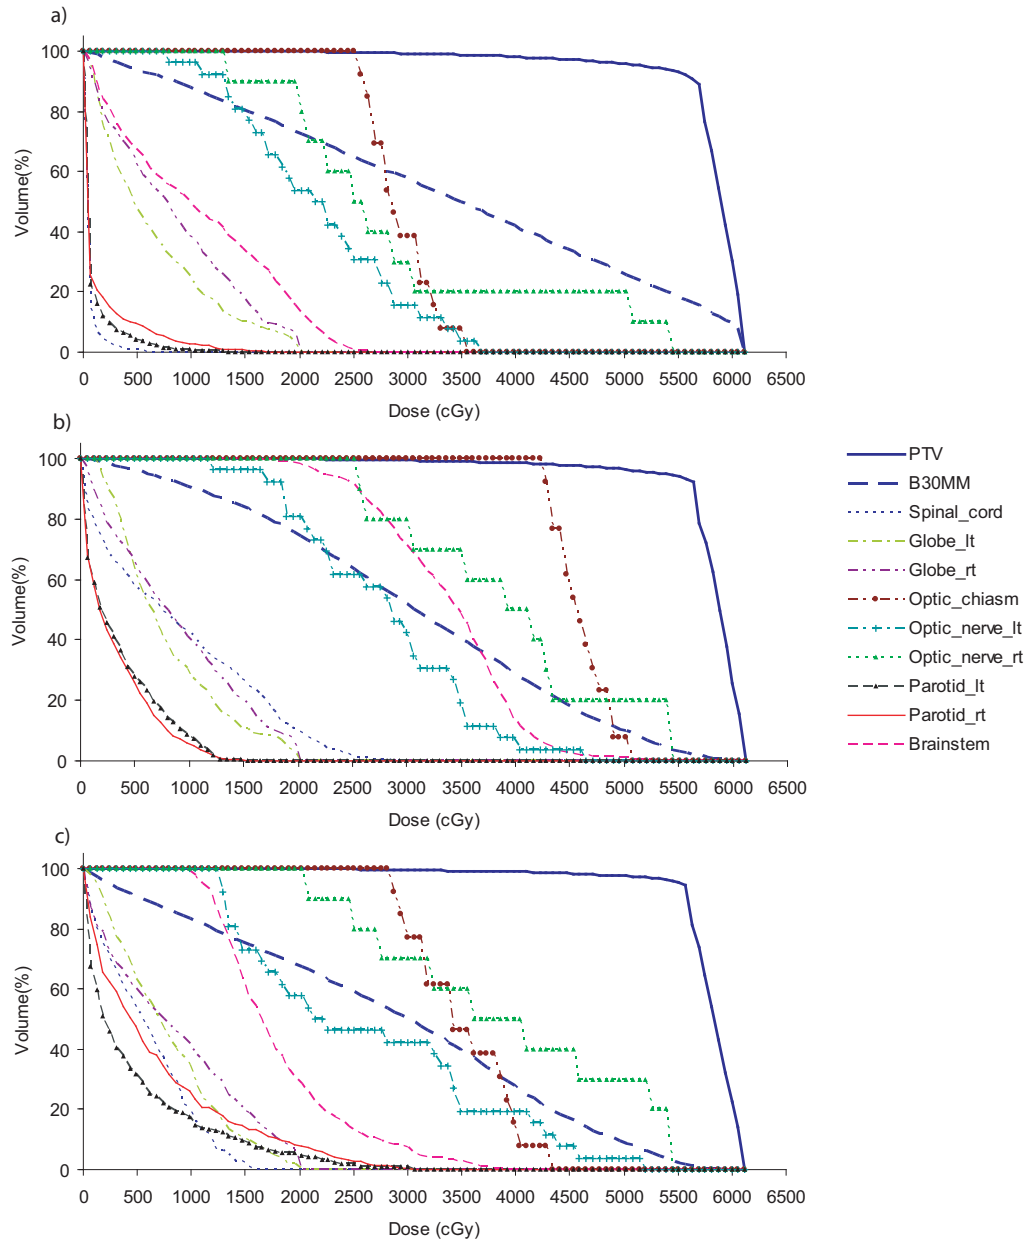 a)
100
80
60
40
20
0
Volume(%)
0 500 1000 1500 2000 2500 3000 3500 4000 4500 5000 5500 6000 6500
Dose (cGy)
b)
100
80
60
40
20
0
Volume(%)
0 500 1000 1500 2000 2500 3000 3500 4000 4500 5000 5500 6000 6500
Dose (cGy)
PTV
B30MM
Spinal_cord
Globe_lt
Globe_rt
Optic_chiasm
Optic_nerve_lt
Optic_nerve_rt
Parotid_lt
Parotid_rt
Brainstem
c)
100
80
60
40
20
0
Volume(%)
0 500 1000 1500 2000 2500 3000 3500 4000 4500 5000 5500 6000 6500
Dose (cGy)